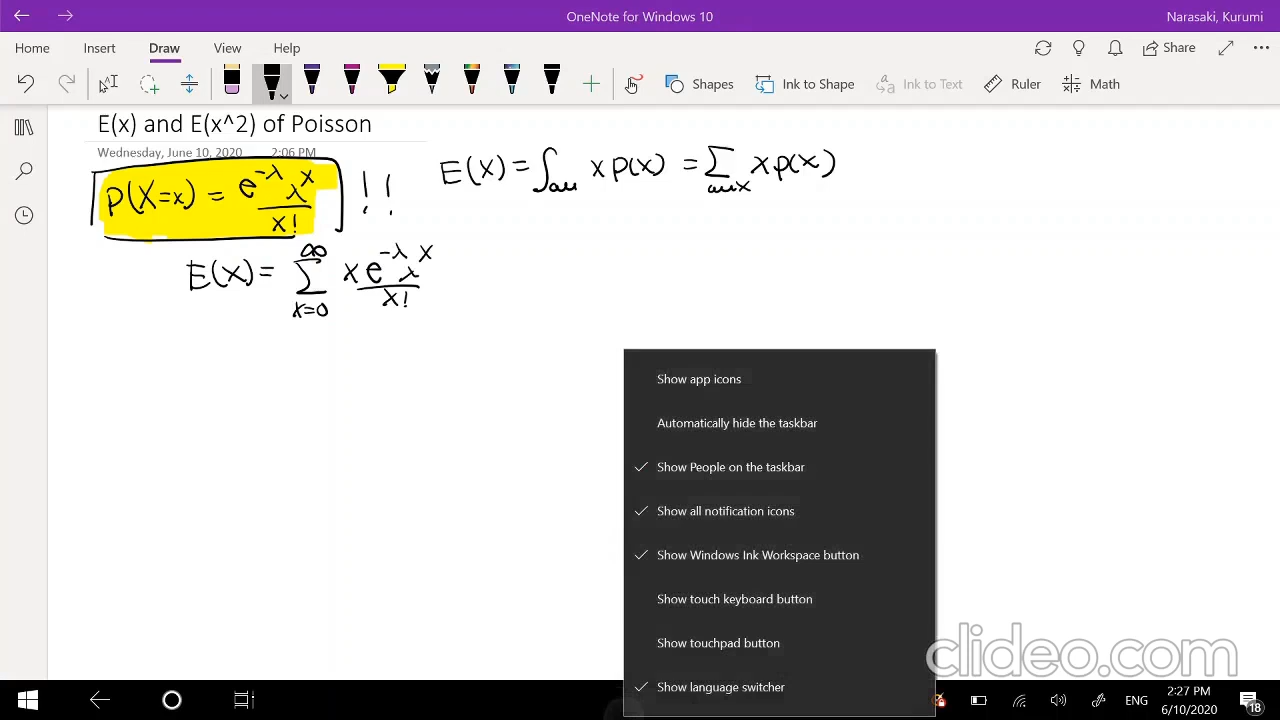 OneNote for Windows 10
Narasaki, Kurumi
Home Insert Draw View Help
Share
Shapes Ink to Shape Ink to Text Ruler Math
E(x) and E(x^2) of Poisson
Wednesday, June 10, 2020 2:06 PM
P(X=x) = e^-λ λ^x / x! !!
E(X) = ∫all x p(x) = Σall x x p(x)
E(X) = Σ x=0 ∞ x e^-λ λ^x / x!
Show app icons
Automatically hide the taskbar
Show People on the taskbar
Show all notification icons
Show Windows Ink Workspace button
Show touch keyboard button
Show touchpad button
Show language switcher
clideo.com
ENG
2:27 PM
6/10/2020
18